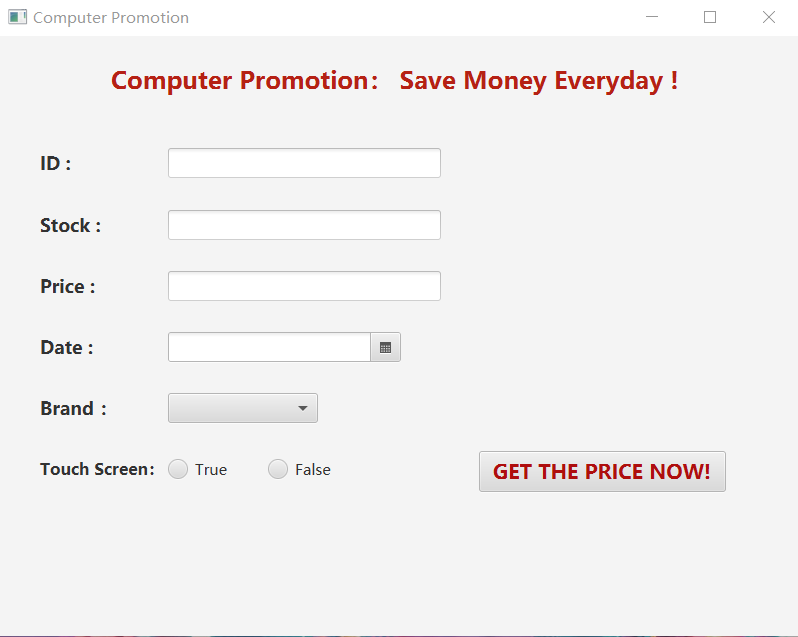 Computer Promotion
Computer Promotion： Save Money Everyday !
ID :
Stock :
Price :
Date :
Brand ：
Touch Screen： True False
GET THE PRICE NOW!